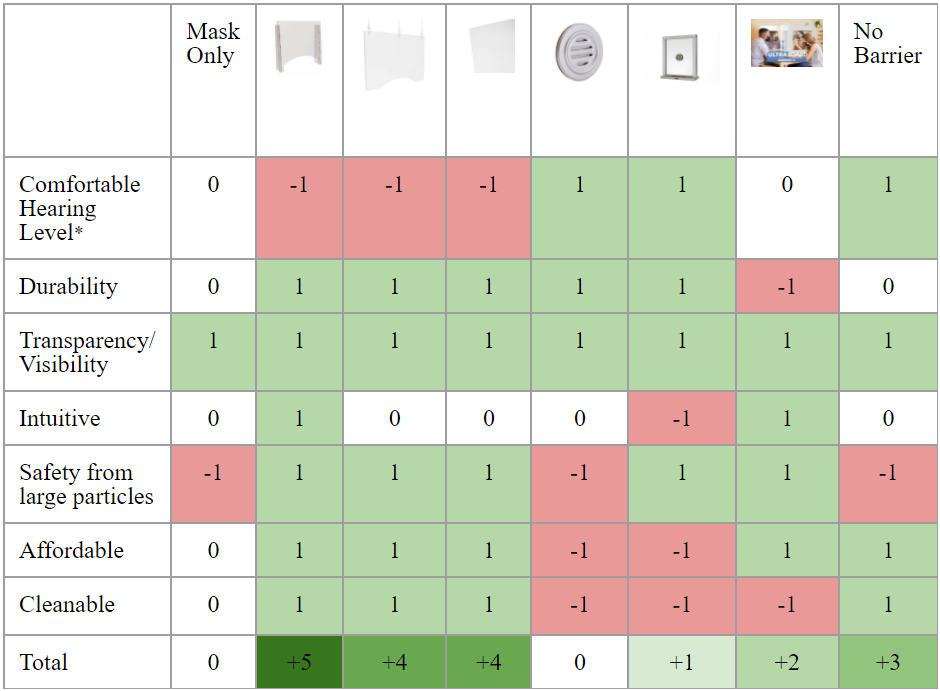 Mask Only No Barrier
Comfortable Hearing Level* 0 -1 -1 -1 1 1 0 1
Durability 0 1 1 1 1 1 -1 0
Transparency/ Visibility 1 1 1 1 1 1 1 1
Intuitive 0 1 0 0 0 -1 1 0
Safety from large particles -1 1 1 1 -1 1 1 -1
Affordable 0 1 1 1 -1 -1 1 1
Cleanable 0 1 1 1 -1 -1 -1 1
Total 0 +5 +4 +4 0 +1 +2 +3